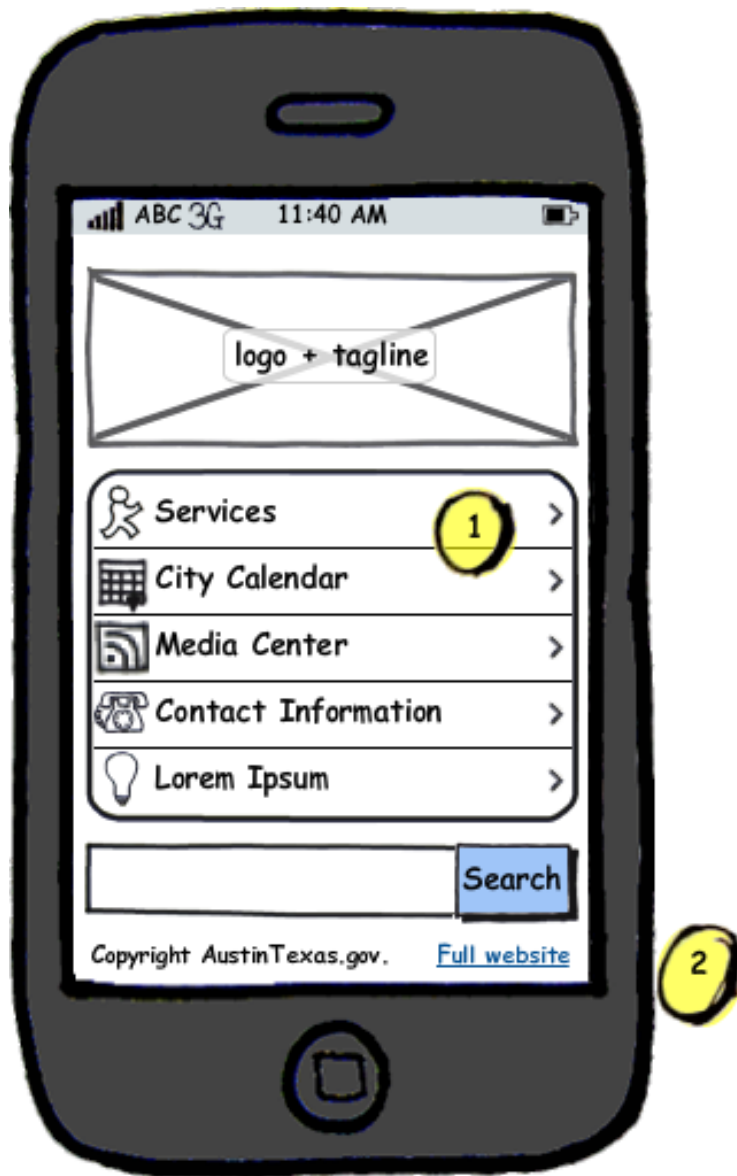 ABC 3G 11:40 AM
logo + tagline
Services
1
City Calendar
Media Center
Contact Information
Lorem Ipsum
Search
Copyright AustinTexas.gov. Full website
2